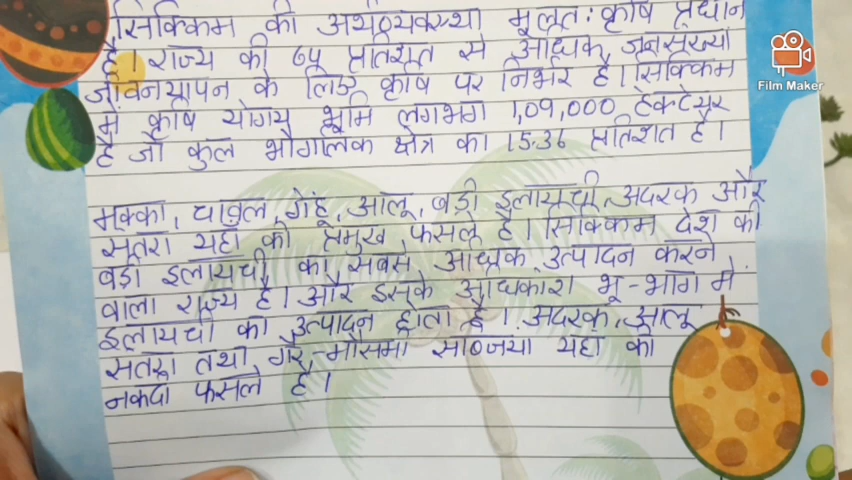 सिक्किम की अर्थव्यवस्था मूलतः कृषि प्रधान
है। राज्य की ७५ प्रतिशत से अधिक जनसंख्या
जीवनयापन के लिए कृषि पर निर्भर है। सिक्किम
में कृषि योग्य भूमि लगभग 1,09,000 हेक्टेयर
है जो कुल भौगोलिक क्षेत्र का 15.36 प्रतिशत है।
मक्का, चावल, गेहूं, आलू, बड़ी इलायची, अदरक और
संतरा यहाँ की प्रमुख फसलें हैं। सिक्किम देश की
बड़ी इलायची का सबसे अधिक उत्पादन करने
वाला राज्य है। और इसके अधिकांश भू-भाग में
इलायची का उत्पादन होता है। अदरक, आलू
संतरा तथा गैर-मौसमी सब्जियां यहाँ की
नकदी फसलें हैं।
Film Maker